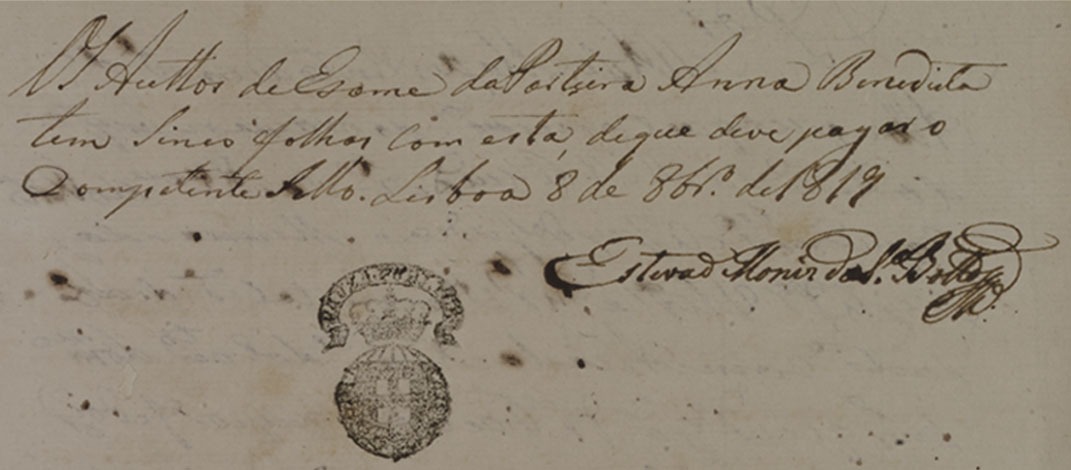 Os Auttos de Esame da Parteira Anna Benedicta
tem Sinco folhas com esta, de que deve pagar o
Competente Sello. Lisboa 8 de 8br.º de 1819
Estevaõ